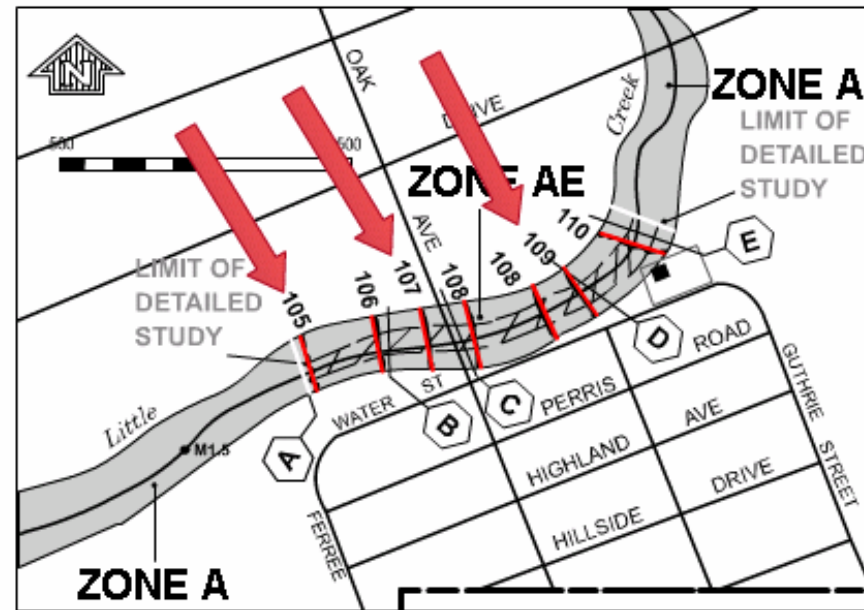 N
OAK
AVE
DRIVE
Creek
ZONE A
LIMIT OF
DETAILED
STUDY
500
500
ZONE AE
LIMIT OF
DETAILED
STUDY
105
106
107
108
108
109
110
A
B
C
D
E
Little
M1.5
WATER ST
PERRIS ROAD
HIGHLAND AVE
HILLSIDE DRIVE
FERREE
GUTHRIE STREET
ZONE A